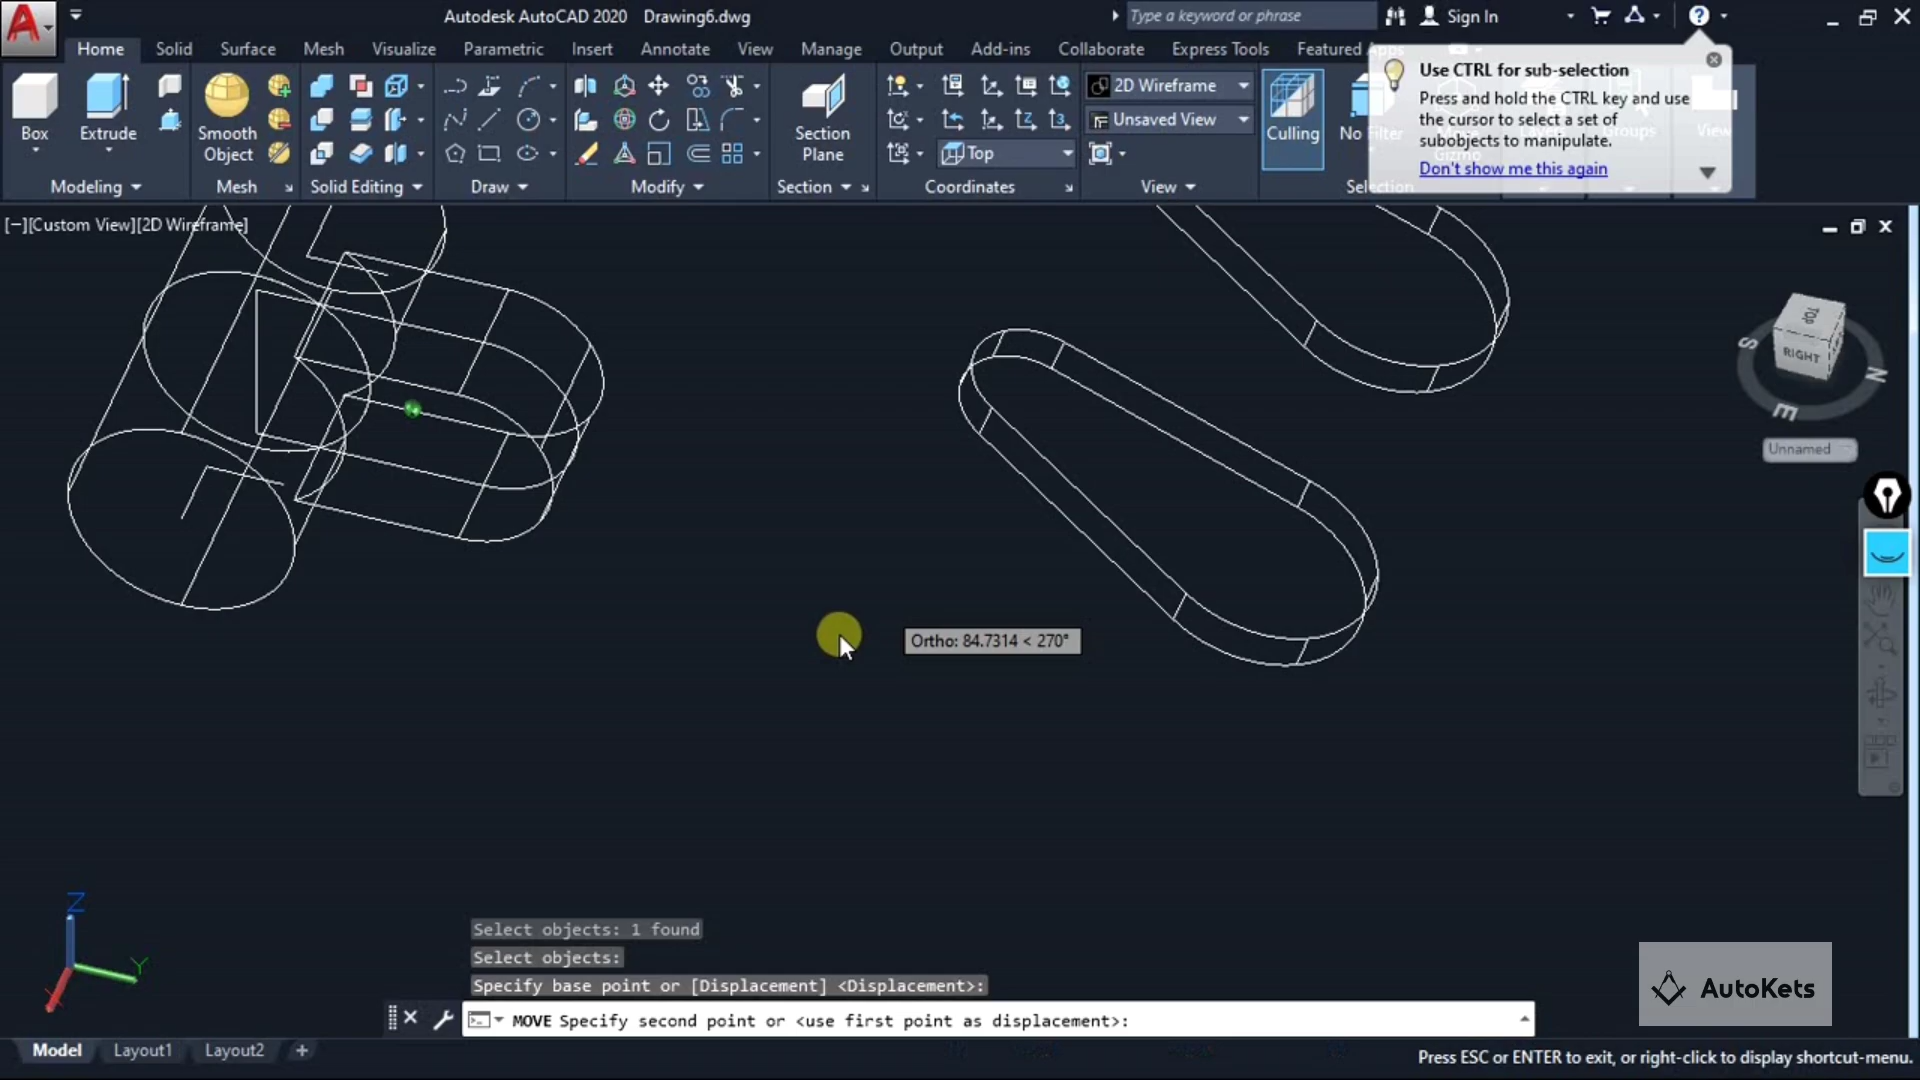 Autodesk AutoCAD 2020 Drawing6.dwg
Type a keyword or phrase
Sign In
Home Solid Surface Mesh Visualize Parametric Insert Annotate View Manage Output Add-ins Collaborate Express Tools Featured Apps
Box
Extrude
Smooth
Object
Section
Plane
2D Wireframe
Unsaved View
Top
Culling
No Filter
Groups
View
Use CTRL for sub-selection
Press and hold the CTRL key and use
the cursor to select a set of
subobjects to manipulate.
Don't show me this again
Modeling Mesh Solid Editing Draw Modify Section Coordinates View
[−][Custom View][2D Wireframe]
TOP
RIGHT
S
N
E
Unnamed
Ortho: 84.7314 < 270°
Z
Y
X
Select objects: 1 found
Select objects:
Specify base point or [Displacement] <Displacement>:
MOVE Specify second point or <use first point as displacement>:
AutoKets
Model Layout1 Layout2 +
Press ESC or ENTER to exit, or right-click to display shortcut-menu.